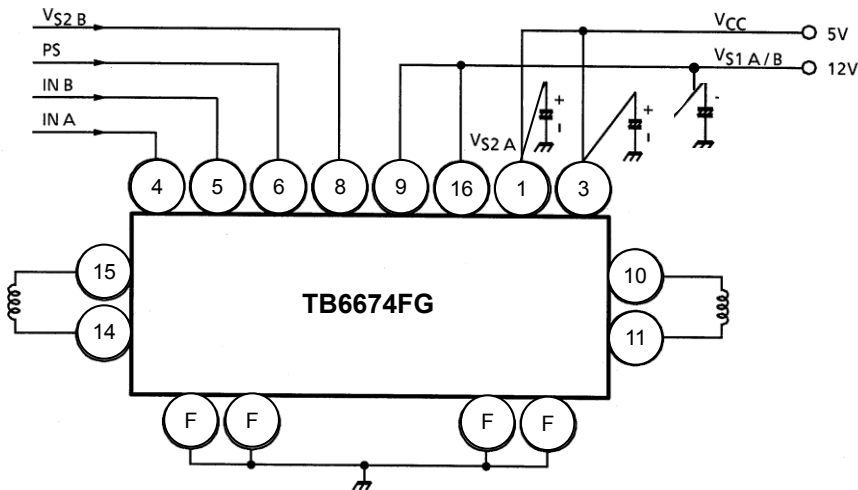 VS2 B
PS
IN B
IN A
VCC
5V
VS1 A/B
12V
VS2 A
+
-
+
-
-
4
5
6
8
9
16
1
3
15
14
TB6674FG
10
11
F
F
F
F